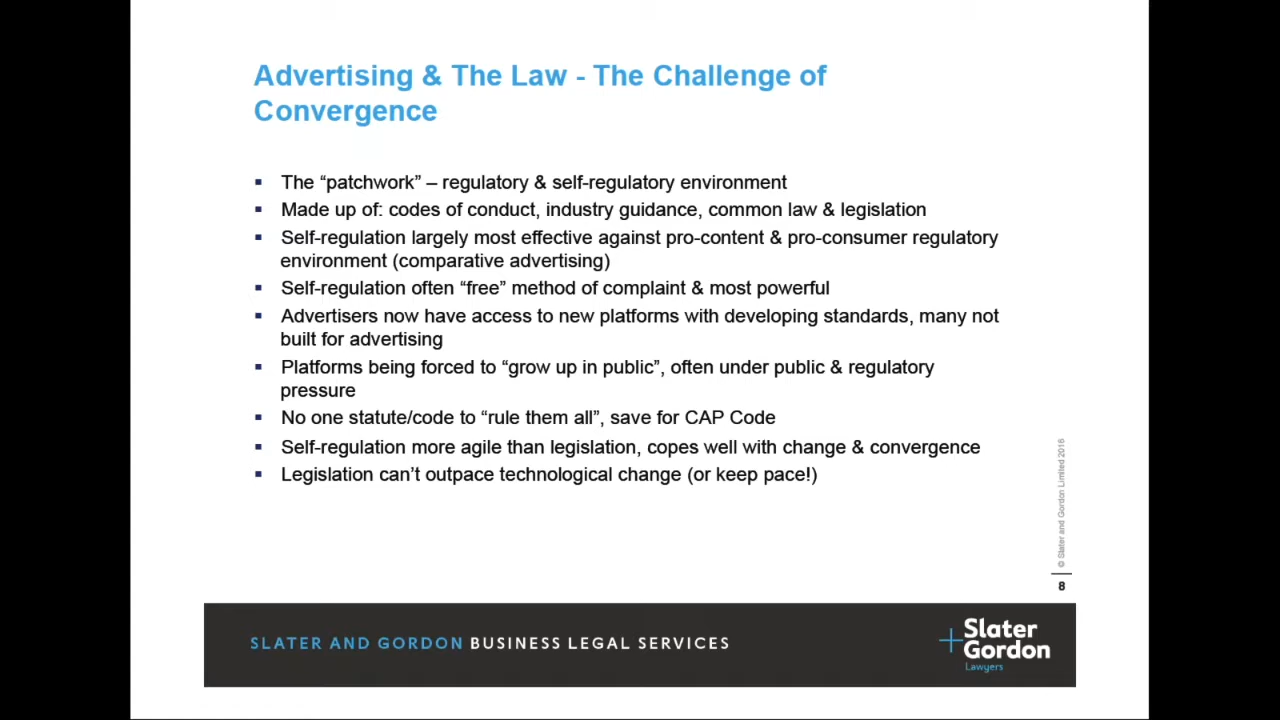 Advertising & The Law - The Challenge of
Convergence
▪ The “patchwork” – regulatory & self-regulatory environment
▪ Made up of: codes of conduct, industry guidance, common law & legislation
▪ Self-regulation largely most effective against pro-content & pro-consumer regulatory
environment (comparative advertising)
▪ Self-regulation often “free” method of complaint & most powerful
▪ Advertisers now have access to new platforms with developing standards, many not
built for advertising
▪ Platforms being forced to “grow up in public”, often under public & regulatory
pressure
▪ No one statute/code to “rule them all”, save for CAP Code
▪ Self-regulation more agile than legislation, copes well with change & convergence
▪ Legislation can’t outpace technological change (or keep pace!)
© Slater and Gordon Limited 2016
8
SLATER AND GORDON BUSINESS LEGAL SERVICES
Slater
Gordon
Lawyers